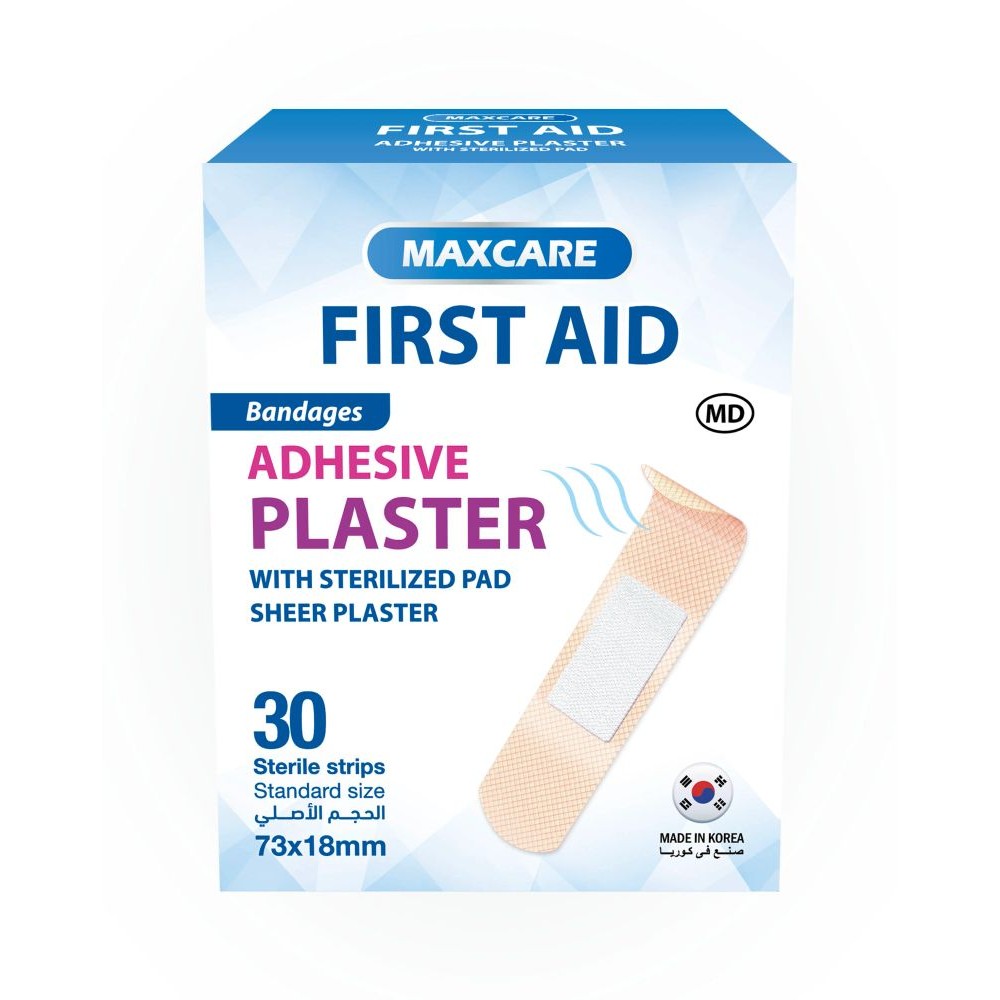 MAXCARE
FIRST AID
ADHESIVE PLASTER
WITH STERILIZED PAD
MAXCARE
FIRST AID
Bandages
MD
ADHESIVE
PLASTER
WITH STERILIZED PAD
SHEER PLASTER
30
Sterile strips
Standard size
الحجم الأصلي
73x18mm
MADE IN KOREA
صنع في كوريا